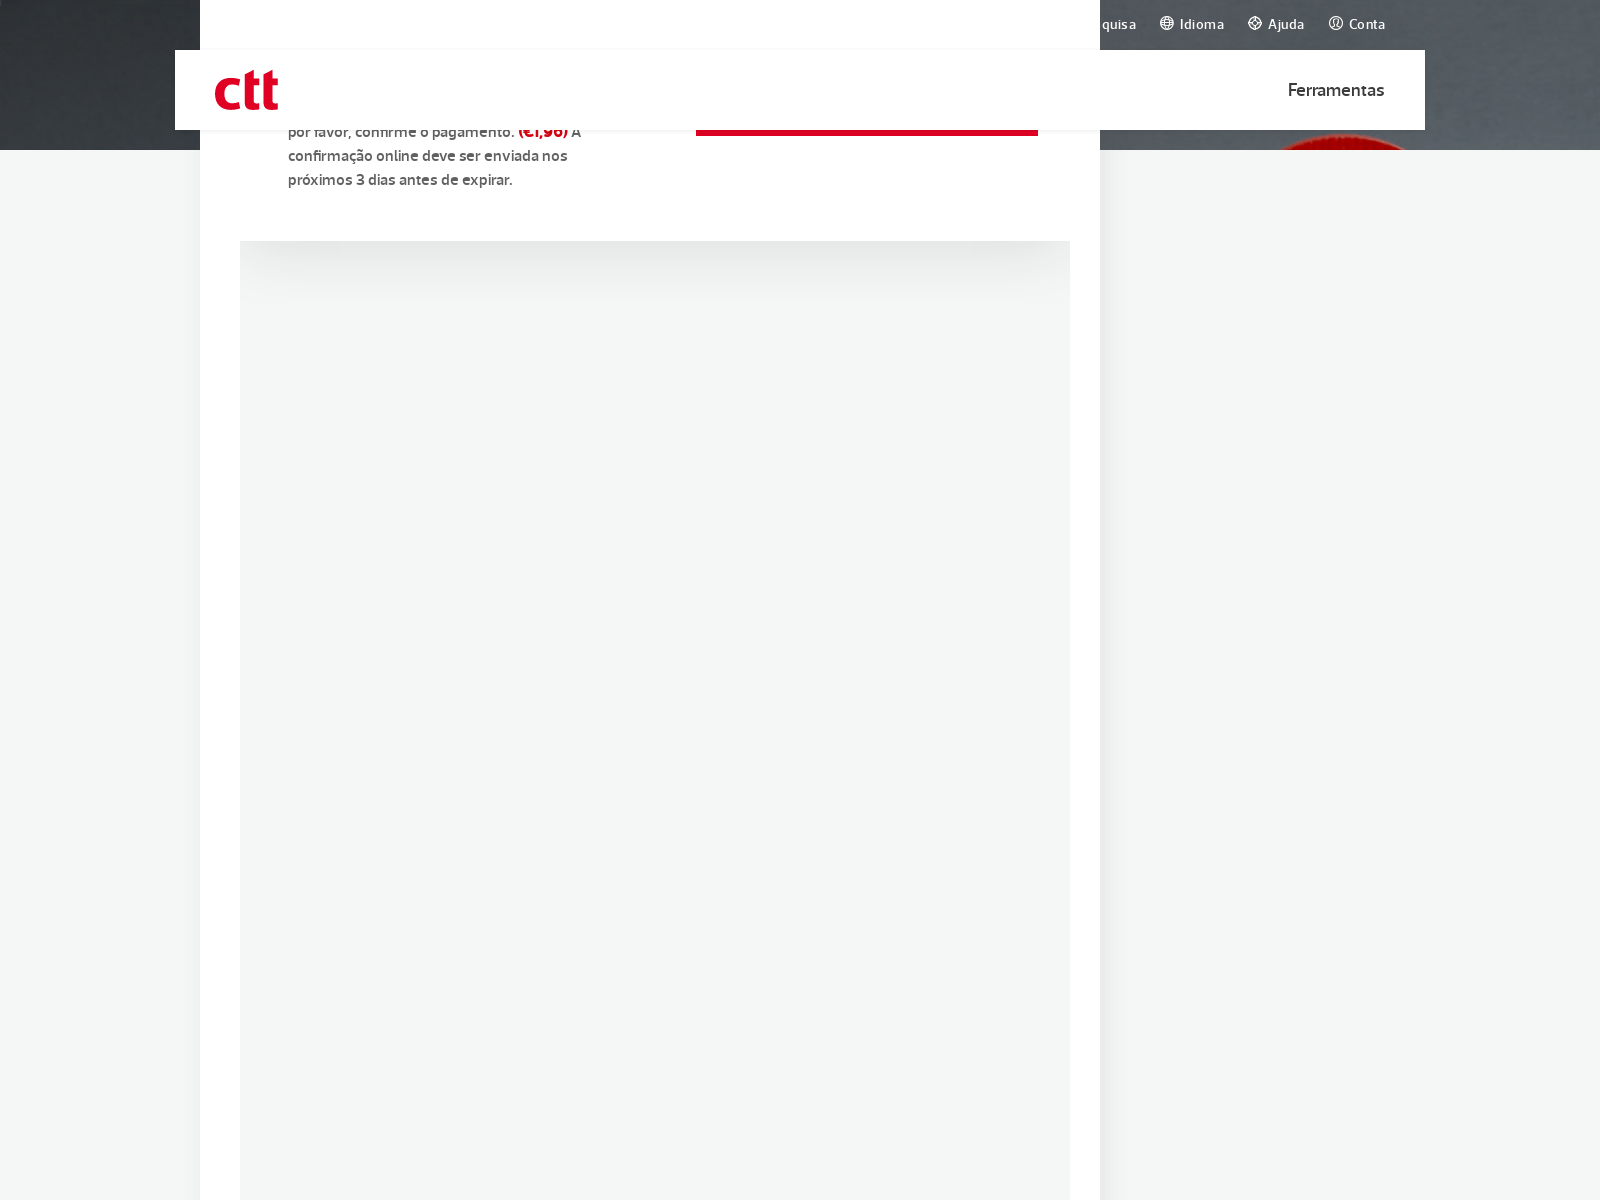 quisa Idioma Ajuda Conta
ctt
Ferramentas
por favor, confirme o pagamento. (€1,96) A
confirmação online deve ser enviada nos
próximos 3 dias antes de expirar.